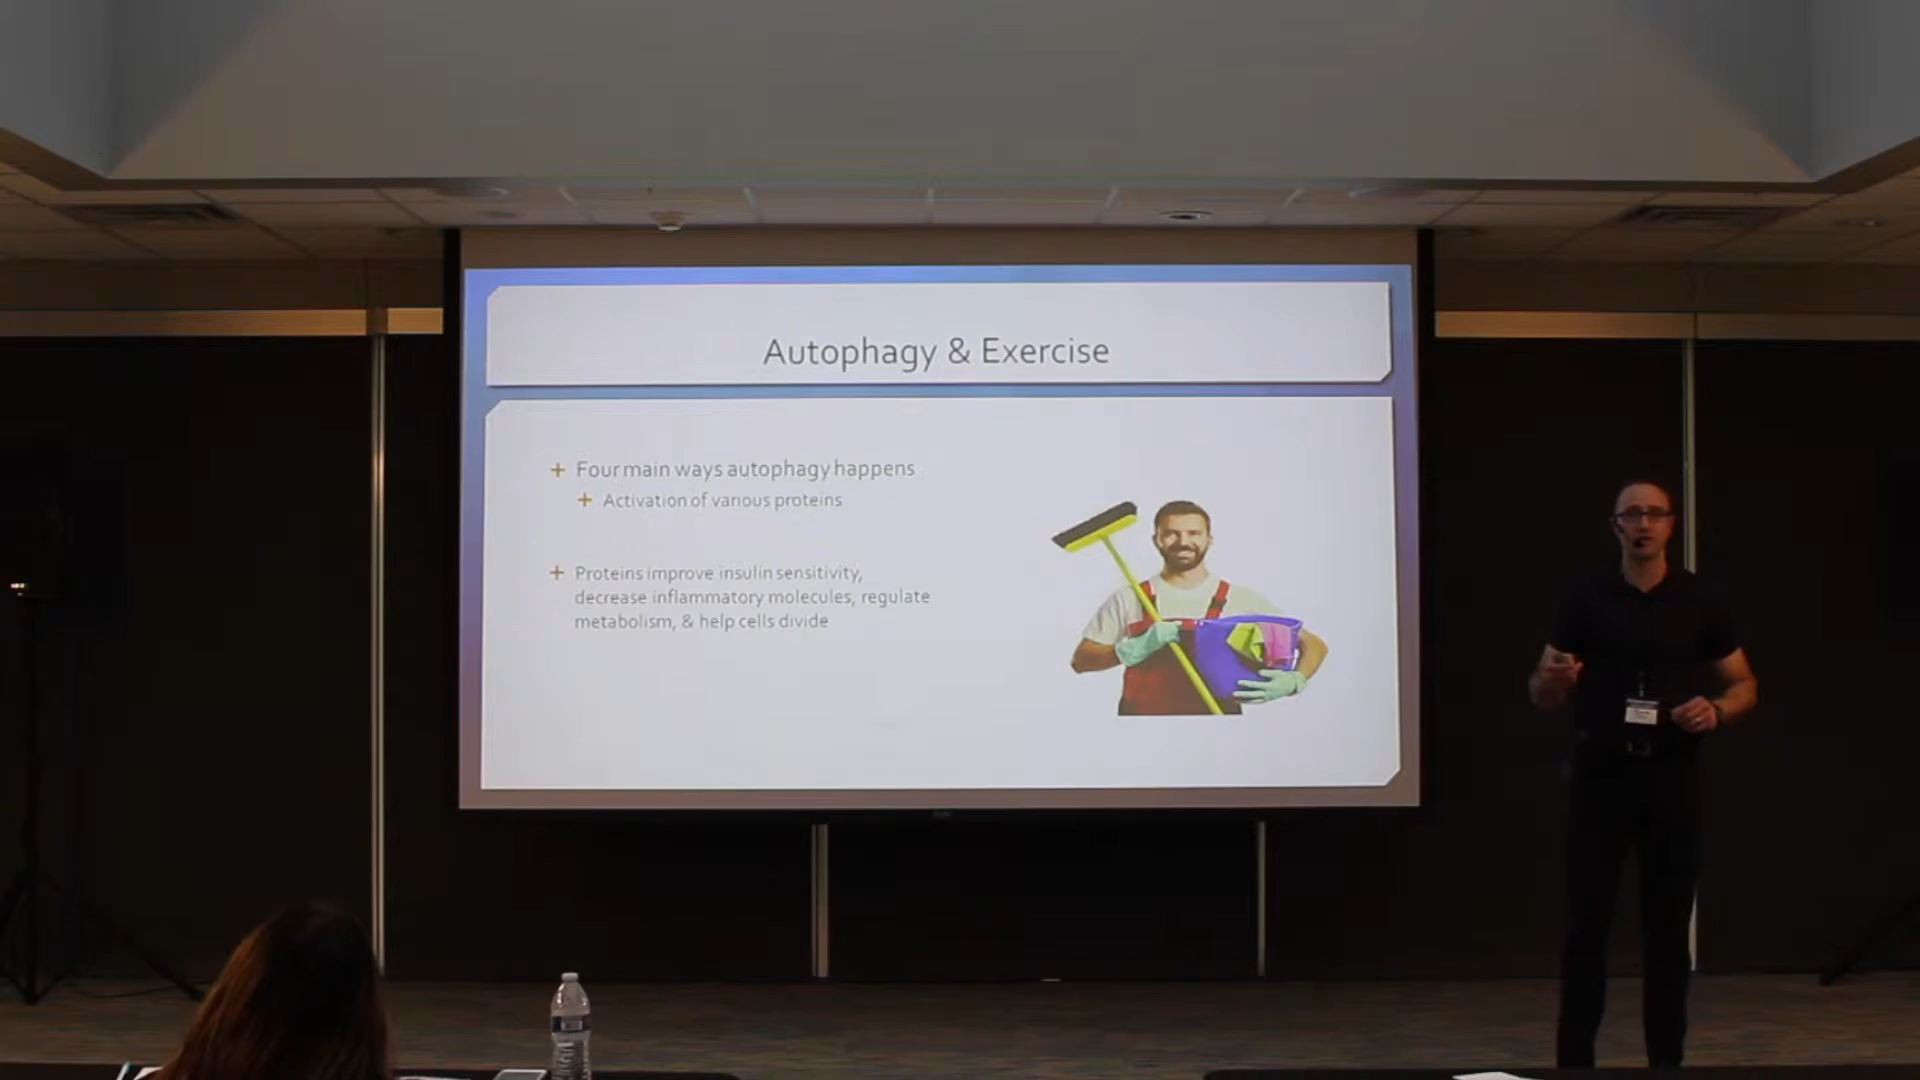 Autophagy & Exercise
+ Four main ways autophagy happens
+ Activation of various proteins
+ Proteins improve insulin sensitivity,
decrease inflammatory molecules, regulate
metabolism, & help cells divide